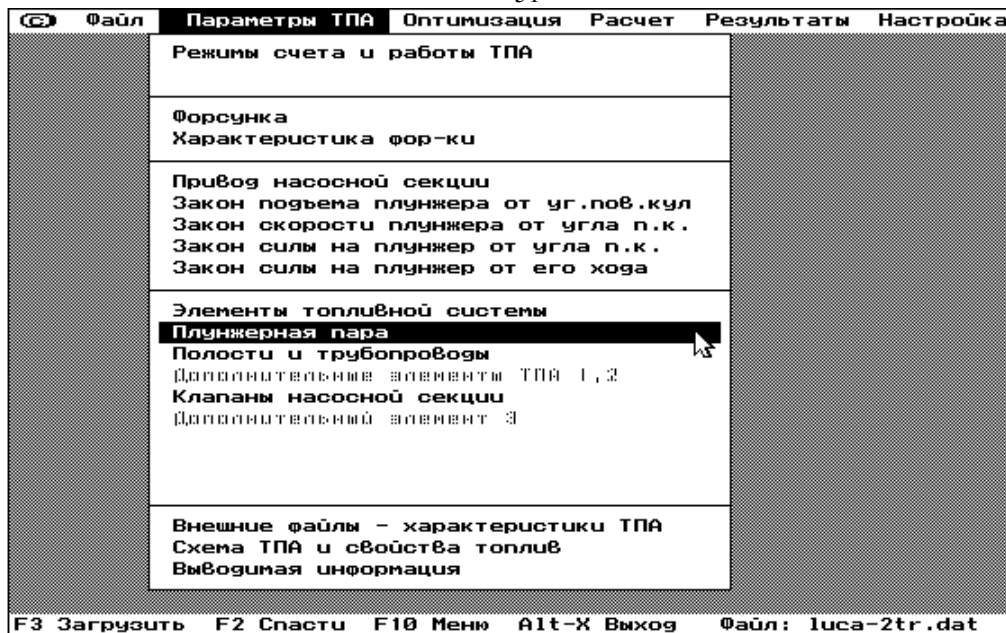 (c) Файл Параметры ТПА Оптимизация Расчет Результаты Настройка
Режимы счета и работы ТПА
Форсунка
Характеристика фор-ки
Привод насосной секции
Закон подъема плунжера от уг.пов.кул
Закон скорости плунжера от угла п.к.
Закон силы на плунжер от угла п.к.
Закон силы на плунжер от его хода
Элементы топливной системы
Плунжерная пара
Полости и трубопроводы
Дополнительные элементы ТПА 1,2
Клапаны насосной секции
Дополнительный элемент 3
Внешние файлы - характеристики ТПА
Схема ТПА и свойства топлив
Выводимая информация
F3 Загрузить F2 Спасти F10 Меню Alt-X Выход Файл: luca-2tr.dat